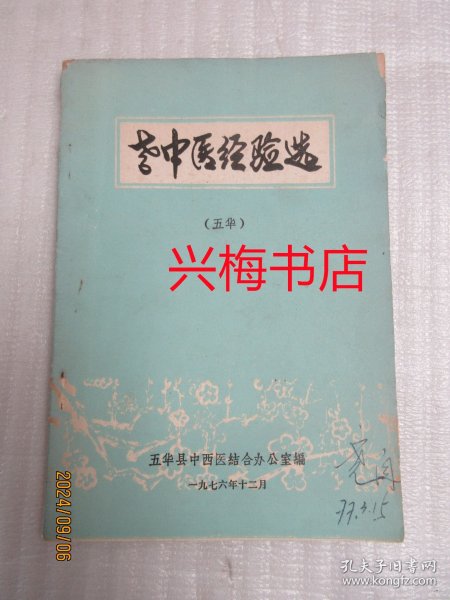 老中医经验选
（五华）
兴梅书店
五华县中西医结合办公室编
一九七六年十二月
77.3.15
2024/09/06
孔夫子旧书网
www.kongfz.com